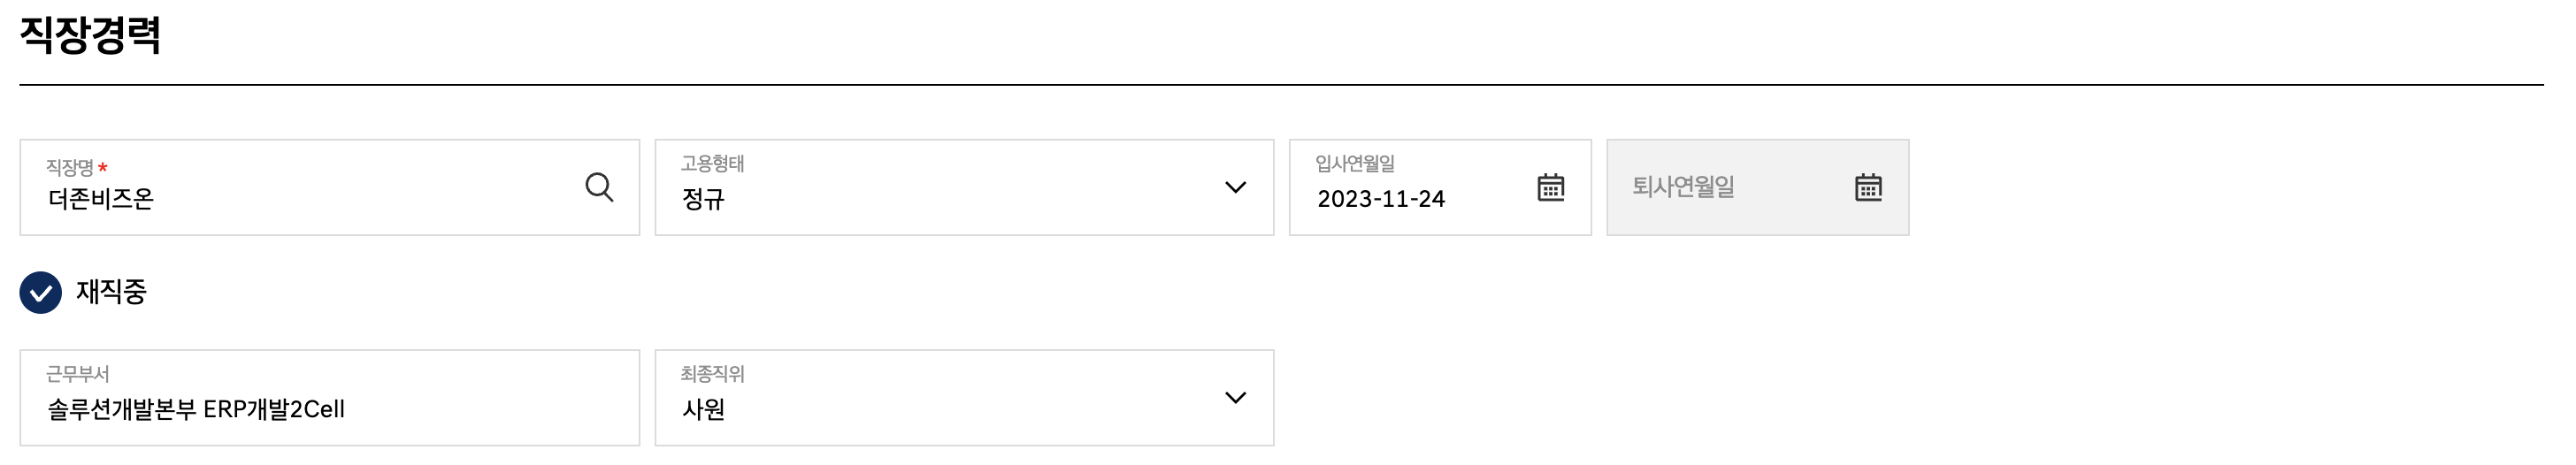 직장경력
직장명 *
더존비즈온
고용형태
정규
입사연월일
2023-11-24
퇴사연월일
재직중
근무부서
솔루션개발본부 ERP개발2Cell
최종직위
사원